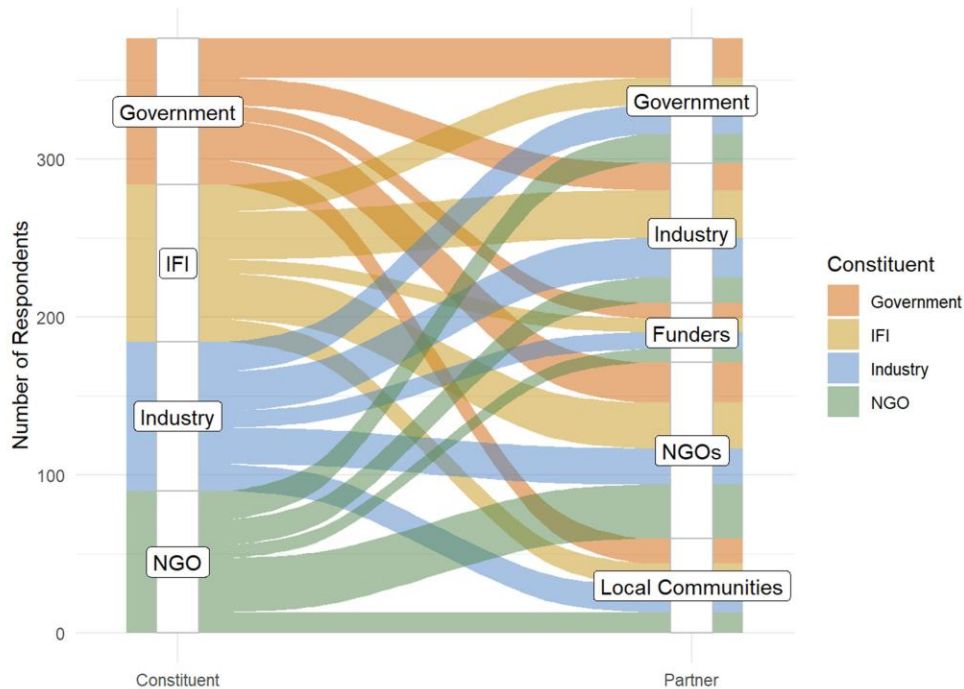 Number of Respondents
300
200
100
0
Government
IFI
Industry
NGO
Government
Industry
Funders
NGOs
Local Communities
Constituent
Partner
Constituent
Government
IFI
Industry
NGO